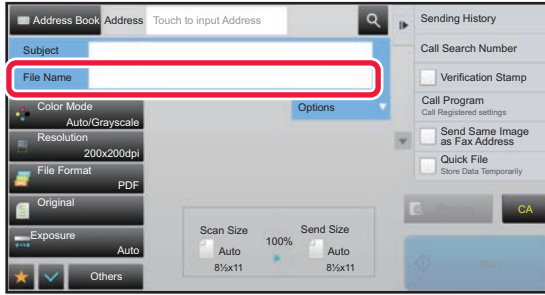 Address Book Address Touch to input Address
Subject
File Name
Color Mode
Auto/Grayscale
Resolution
200x200dpi
File Format
PDF
Original
Exposure
Auto
Others
Options
Scan Size
Auto
8½x11
100%
Send Size
Auto
8½x11
Sending History
Call Search Number
Verification Stamp
Call Program
Call Registered settings
Send Same Image
as Fax Address
Quick File
Store Data Temporarily
Preview
CA
Start